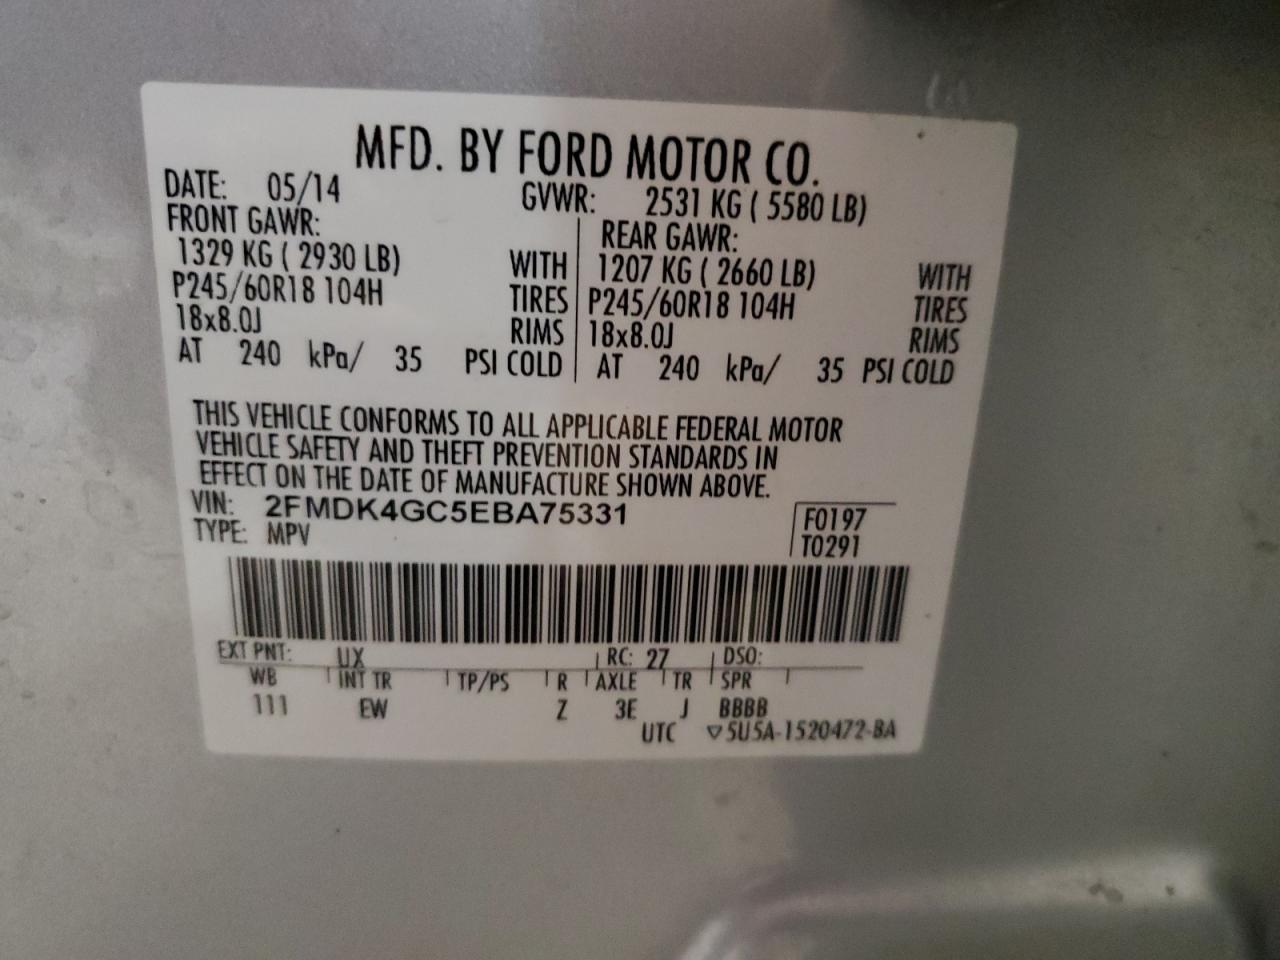 MFD. BY FORD MOTOR CO.
DATE: 05/14 GVWR: 2531 KG ( 5580 LB)
FRONT GAWR: REAR GAWR:
1329 KG ( 2930 LB) WITH 1207 KG ( 2660 LB) WITH
P245/60R18 104H TIRES P245/60R18 104H TIRES
18x8.0J RIMS 18x8.0J RIMS
AT 240 kPa/ 35 PSI COLD AT 240 kPa/ 35 PSI COLD
THIS VEHICLE CONFORMS TO ALL APPLICABLE FEDERAL MOTOR
VEHICLE SAFETY AND THEFT PREVENTION STANDARDS IN
EFFECT ON THE DATE OF MANUFACTURE SHOWN ABOVE.
VIN: 2FMDK4GC5EBA75331 F0197
TYPE: MPV T0291
EXT PNT: UX RC: 27 DSO:
WB INT TR TP/PS R AXLE TR SPR
111 EW Z 3E J BBBB
UTC ▽5U5A-1520472-BA